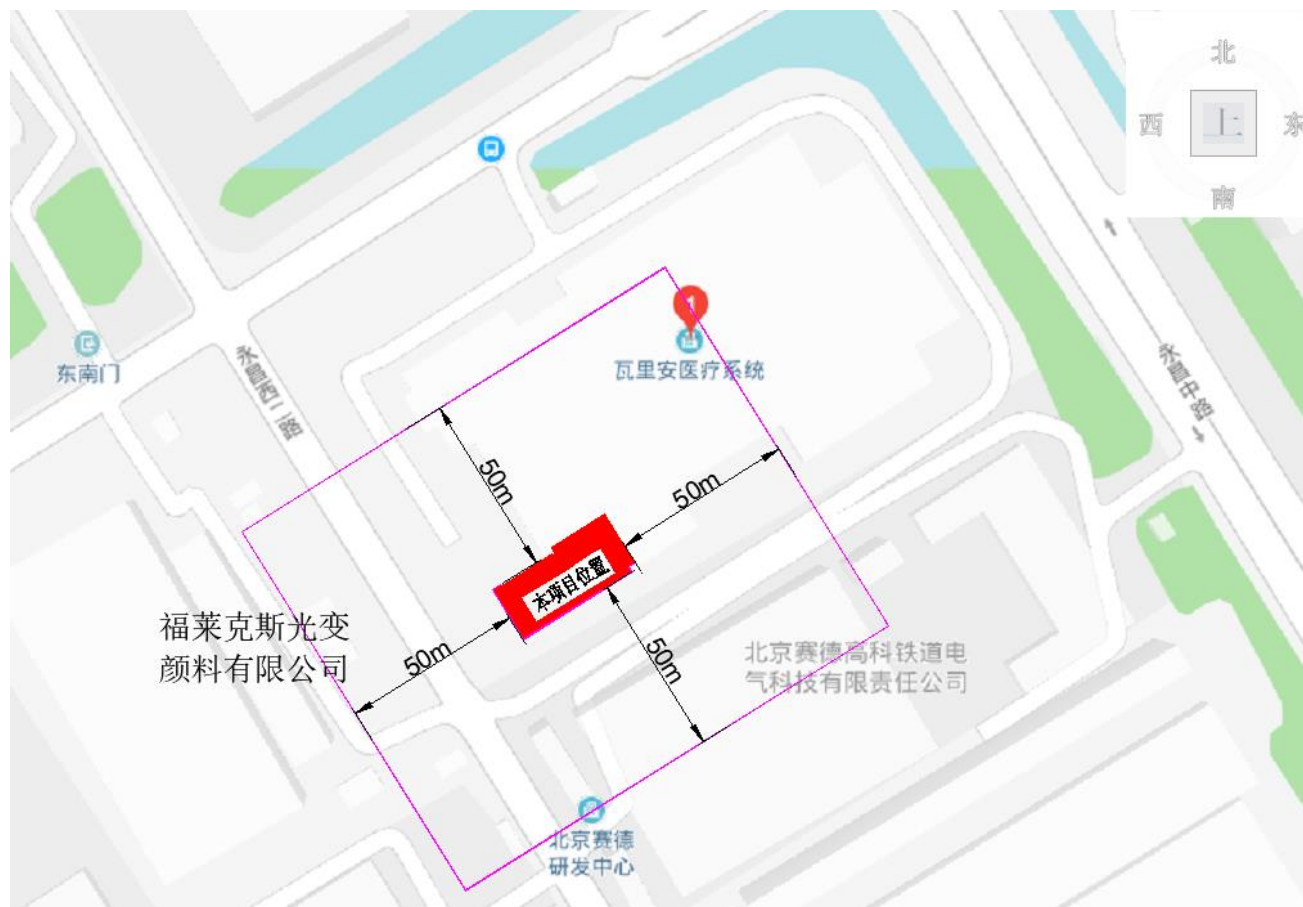 北
西
上
东
南
1
瓦里安医疗系统
东南门
永昌西二路
永昌中路
50m
50m
本项目位置
福莱克斯光变
颜料有限公司
50m
50m
北京赛德高科铁道电
气科技有限责任公司
北京赛德
研发中心